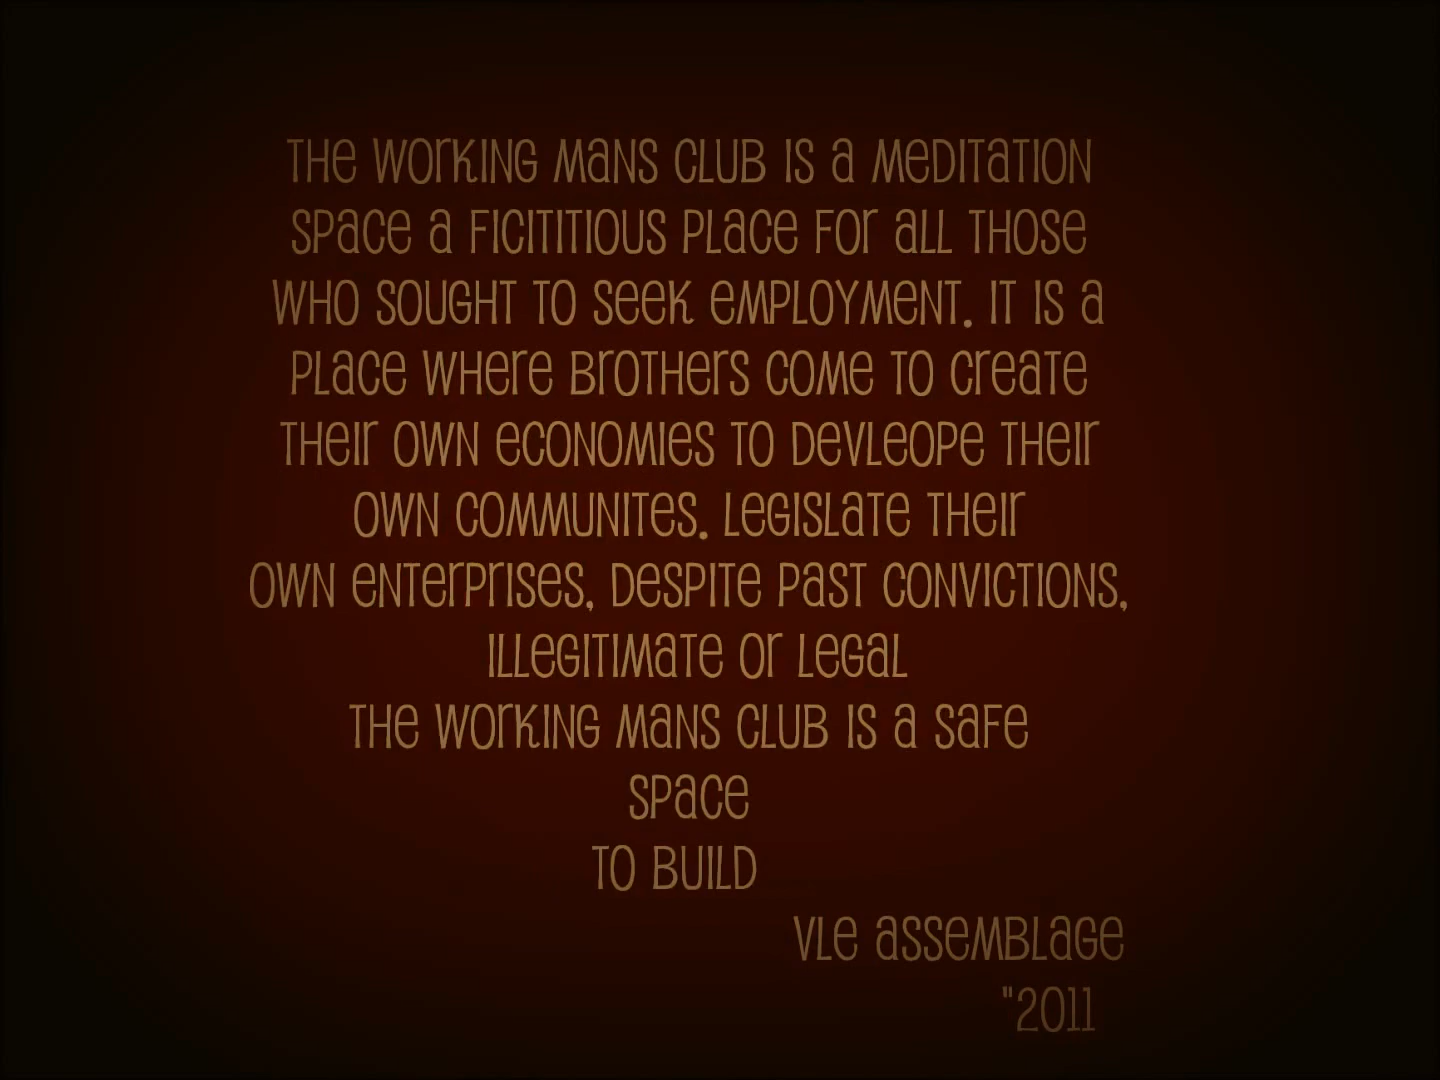 THE WORKING MANS CLUB IS A MEDITATION
SPACE A FICITITIOUS PLACE FOR ALL THOSE
WHO SOUGHT TO SEEK EMPLOYMENT. IT IS A
PLACE WHERE BROTHERS COME TO CREATE
THEIR OWN ECONOMIES TO DEVLEOPE THEIR
OWN COMMUNITES. LEGISLATE THEIR
OWN ENTERPRISES, DESPITE PAST CONVICTIONS,
ILLEGITIMATE OR LEGAL
THE WORKING MANS CLUB IS A SAFE
SPACE
TO BUILD
VLE ASSEMBLAGE
"2011